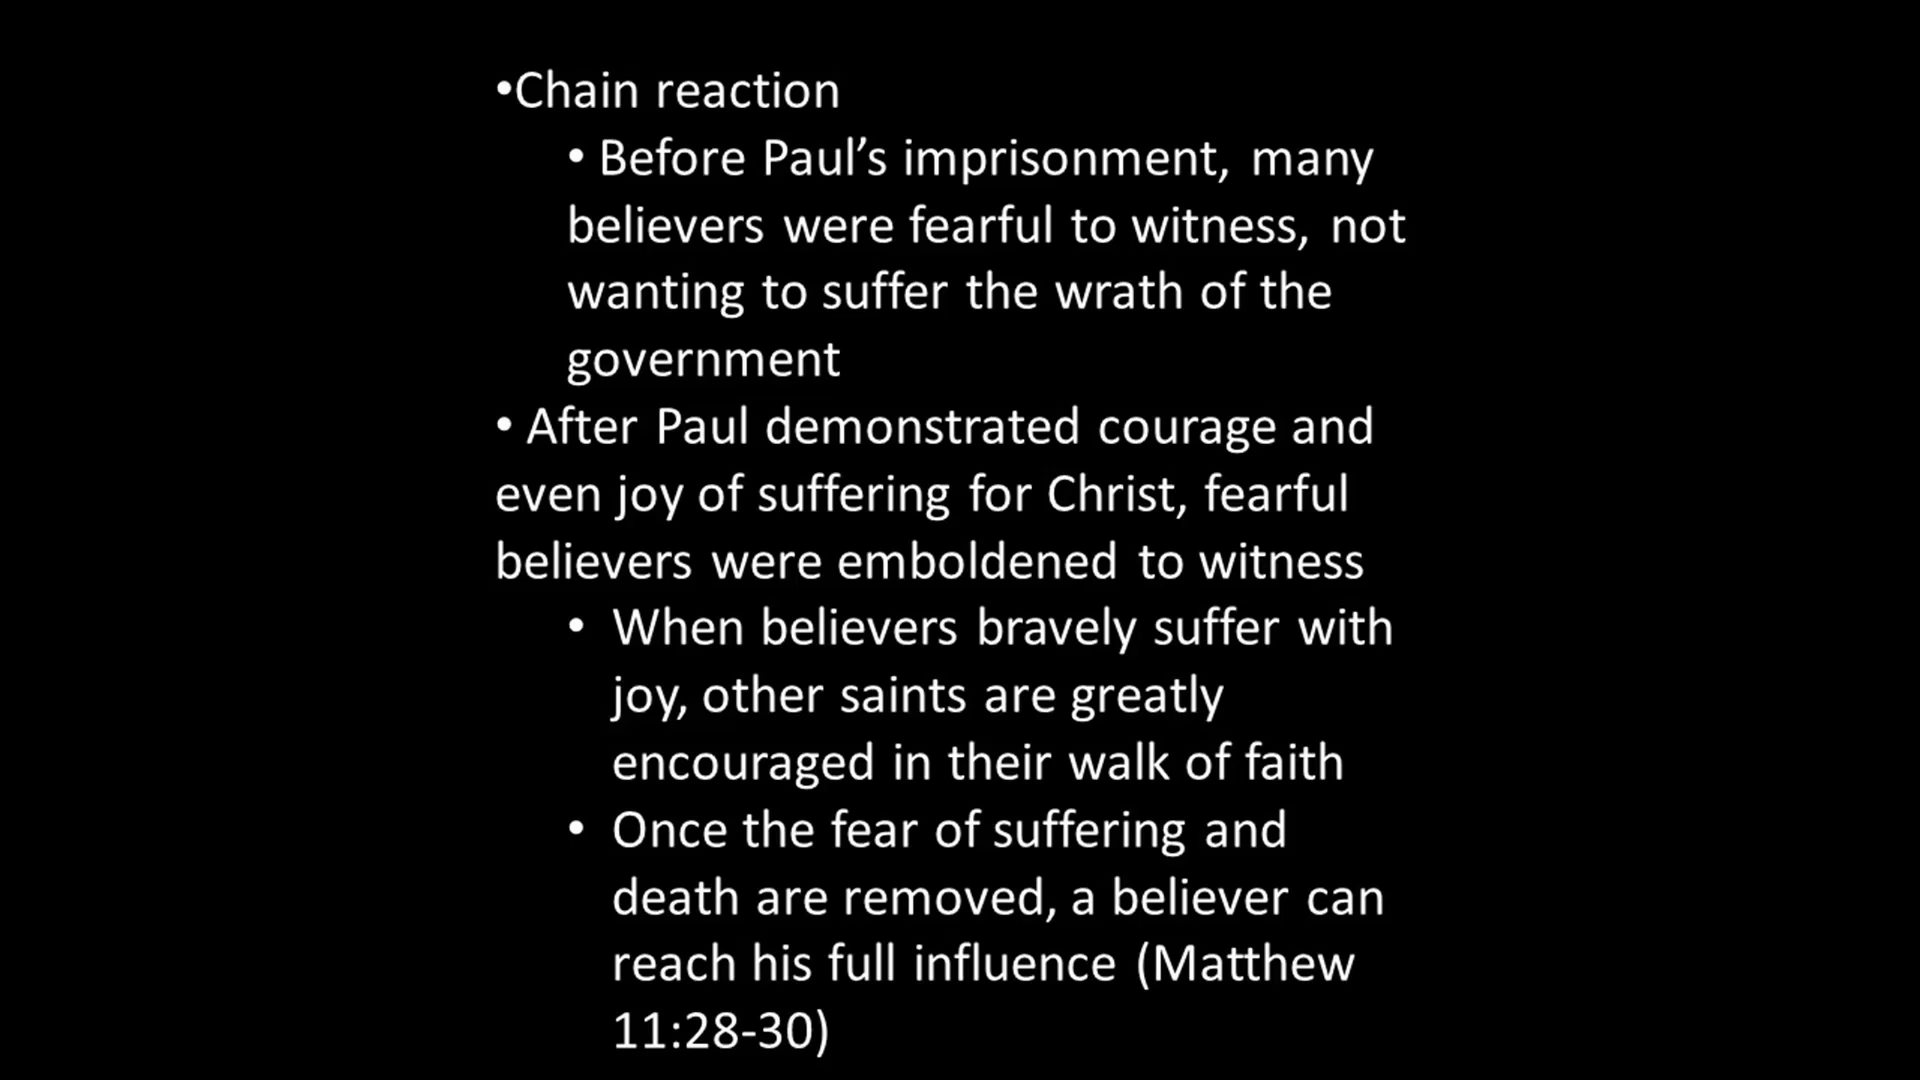 •Chain reaction
• Before Paul’s imprisonment, many
believers were fearful to witness, not
wanting to suffer the wrath of the
government
• After Paul demonstrated courage and
even joy of suffering for Christ, fearful
believers were emboldened to witness
• When believers bravely suffer with
joy, other saints are greatly
encouraged in their walk of faith
• Once the fear of suffering and
death are removed, a believer can
reach his full influence (Matthew
11:28-30)